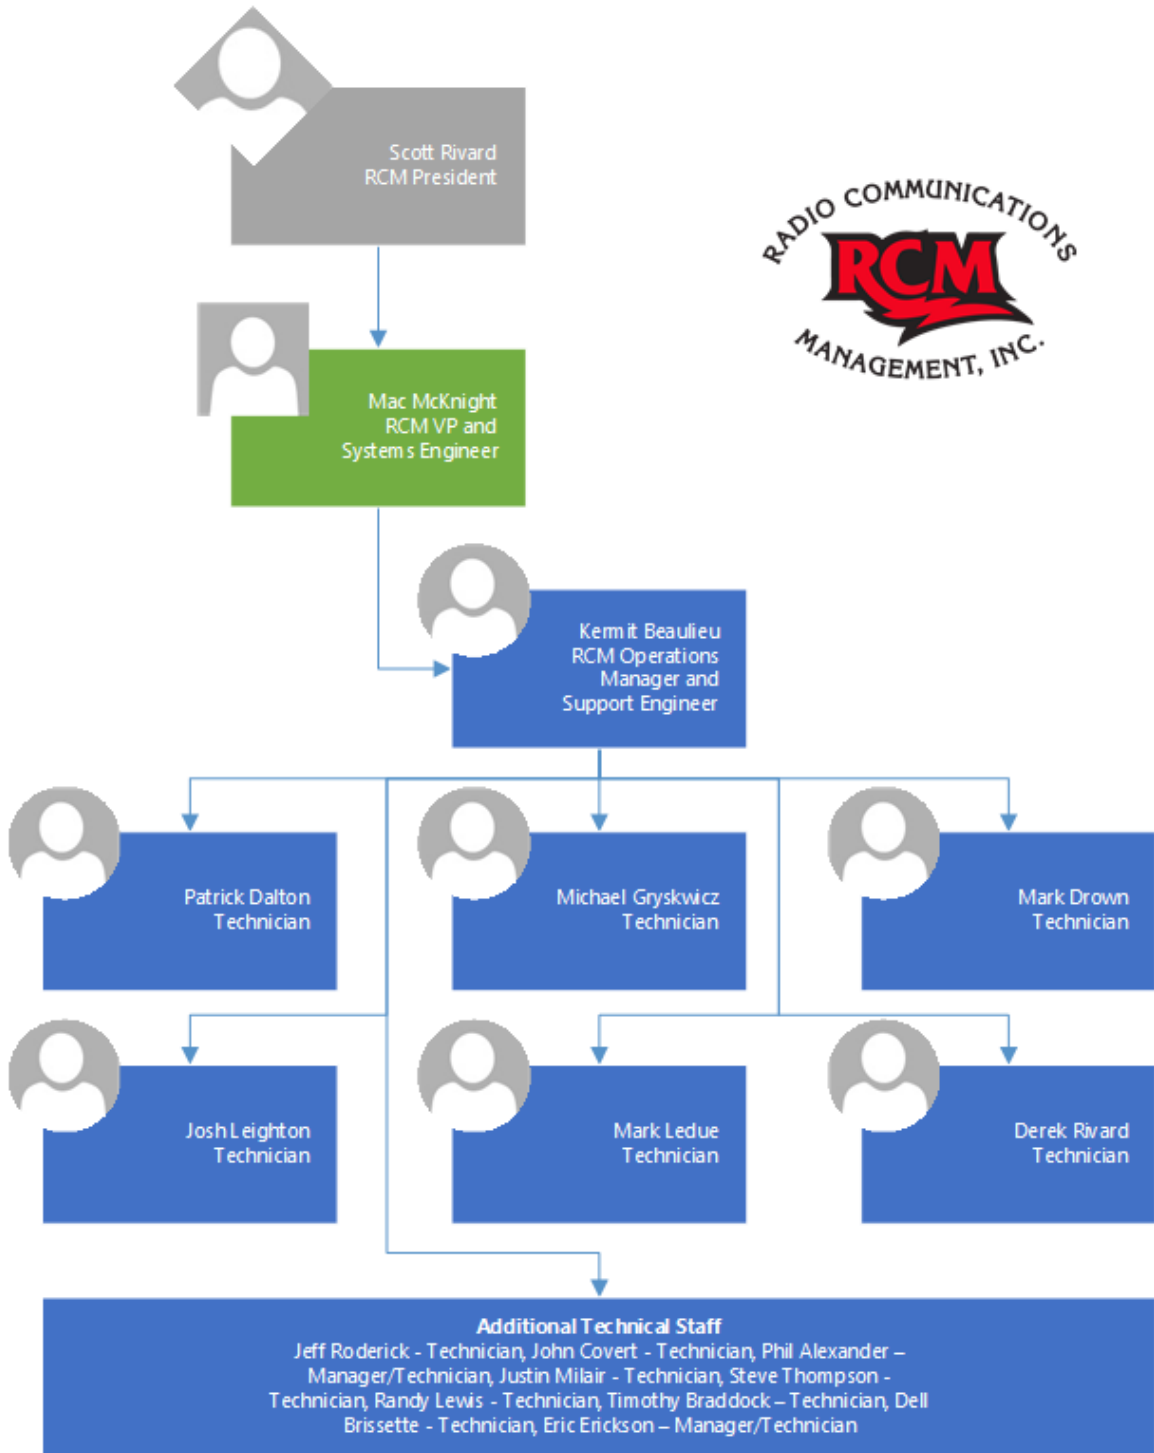 Scott Rivard
RCM President
RADIO COMMUNICATIONS
RCM
MANAGEMENT, INC.
Mac McKnight
RCM VP and
Systems Engineer
Kermit Beaulieu
RCM Operations
Manager and
Support Engineer
Patrick Dalton
Technician
Michael Gryskwicz
Technician
Mark Drown
Technician
Josh Leighton
Technician
Mark Ledue
Technician
Derek Rivard
Technician
Additional Technical Staff
Jeff Roderick - Technician, John Covert - Technician, Phil Alexander –
Manager/Technician, Justin Milair - Technician, Steve Thompson -
Technician, Randy Lewis - Technician, Timothy Braddock – Technician, Dell
Brissette - Technician, Eric Erickson – Manager/Technician